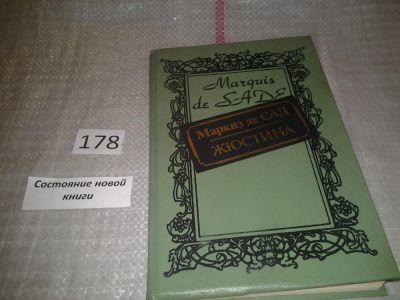 178
Состояние новой
книги
Marquis
de SADE
Маркиз де САД
ЖЮСТИНА